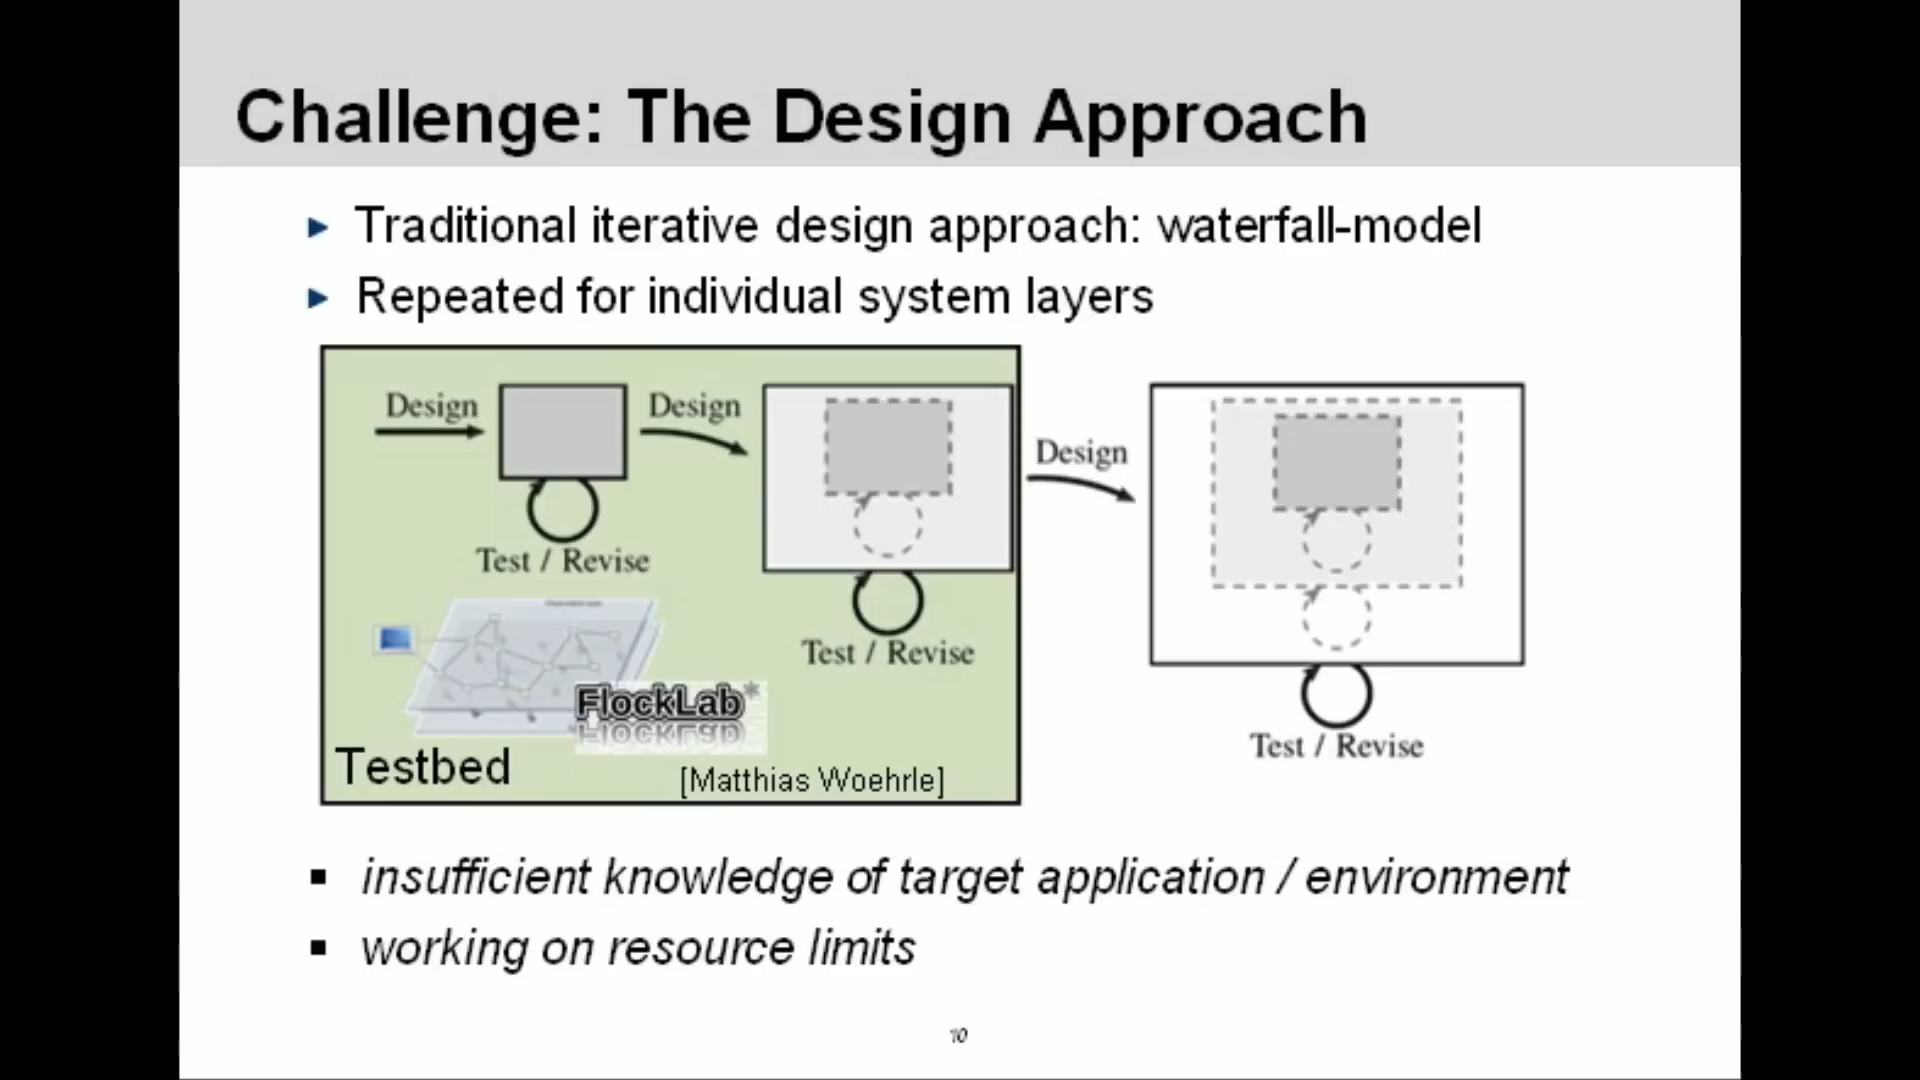 Challenge: The Design Approach
Traditional iterative design approach: waterfall-model
Repeated for individual system layers
Design
Design
Design
Test / Revise
Test / Revise
Test / Revise
FlockLab*
Testbed
[Matthias Woehrle]
insufficient knowledge of target application / environment
working on resource limits
10